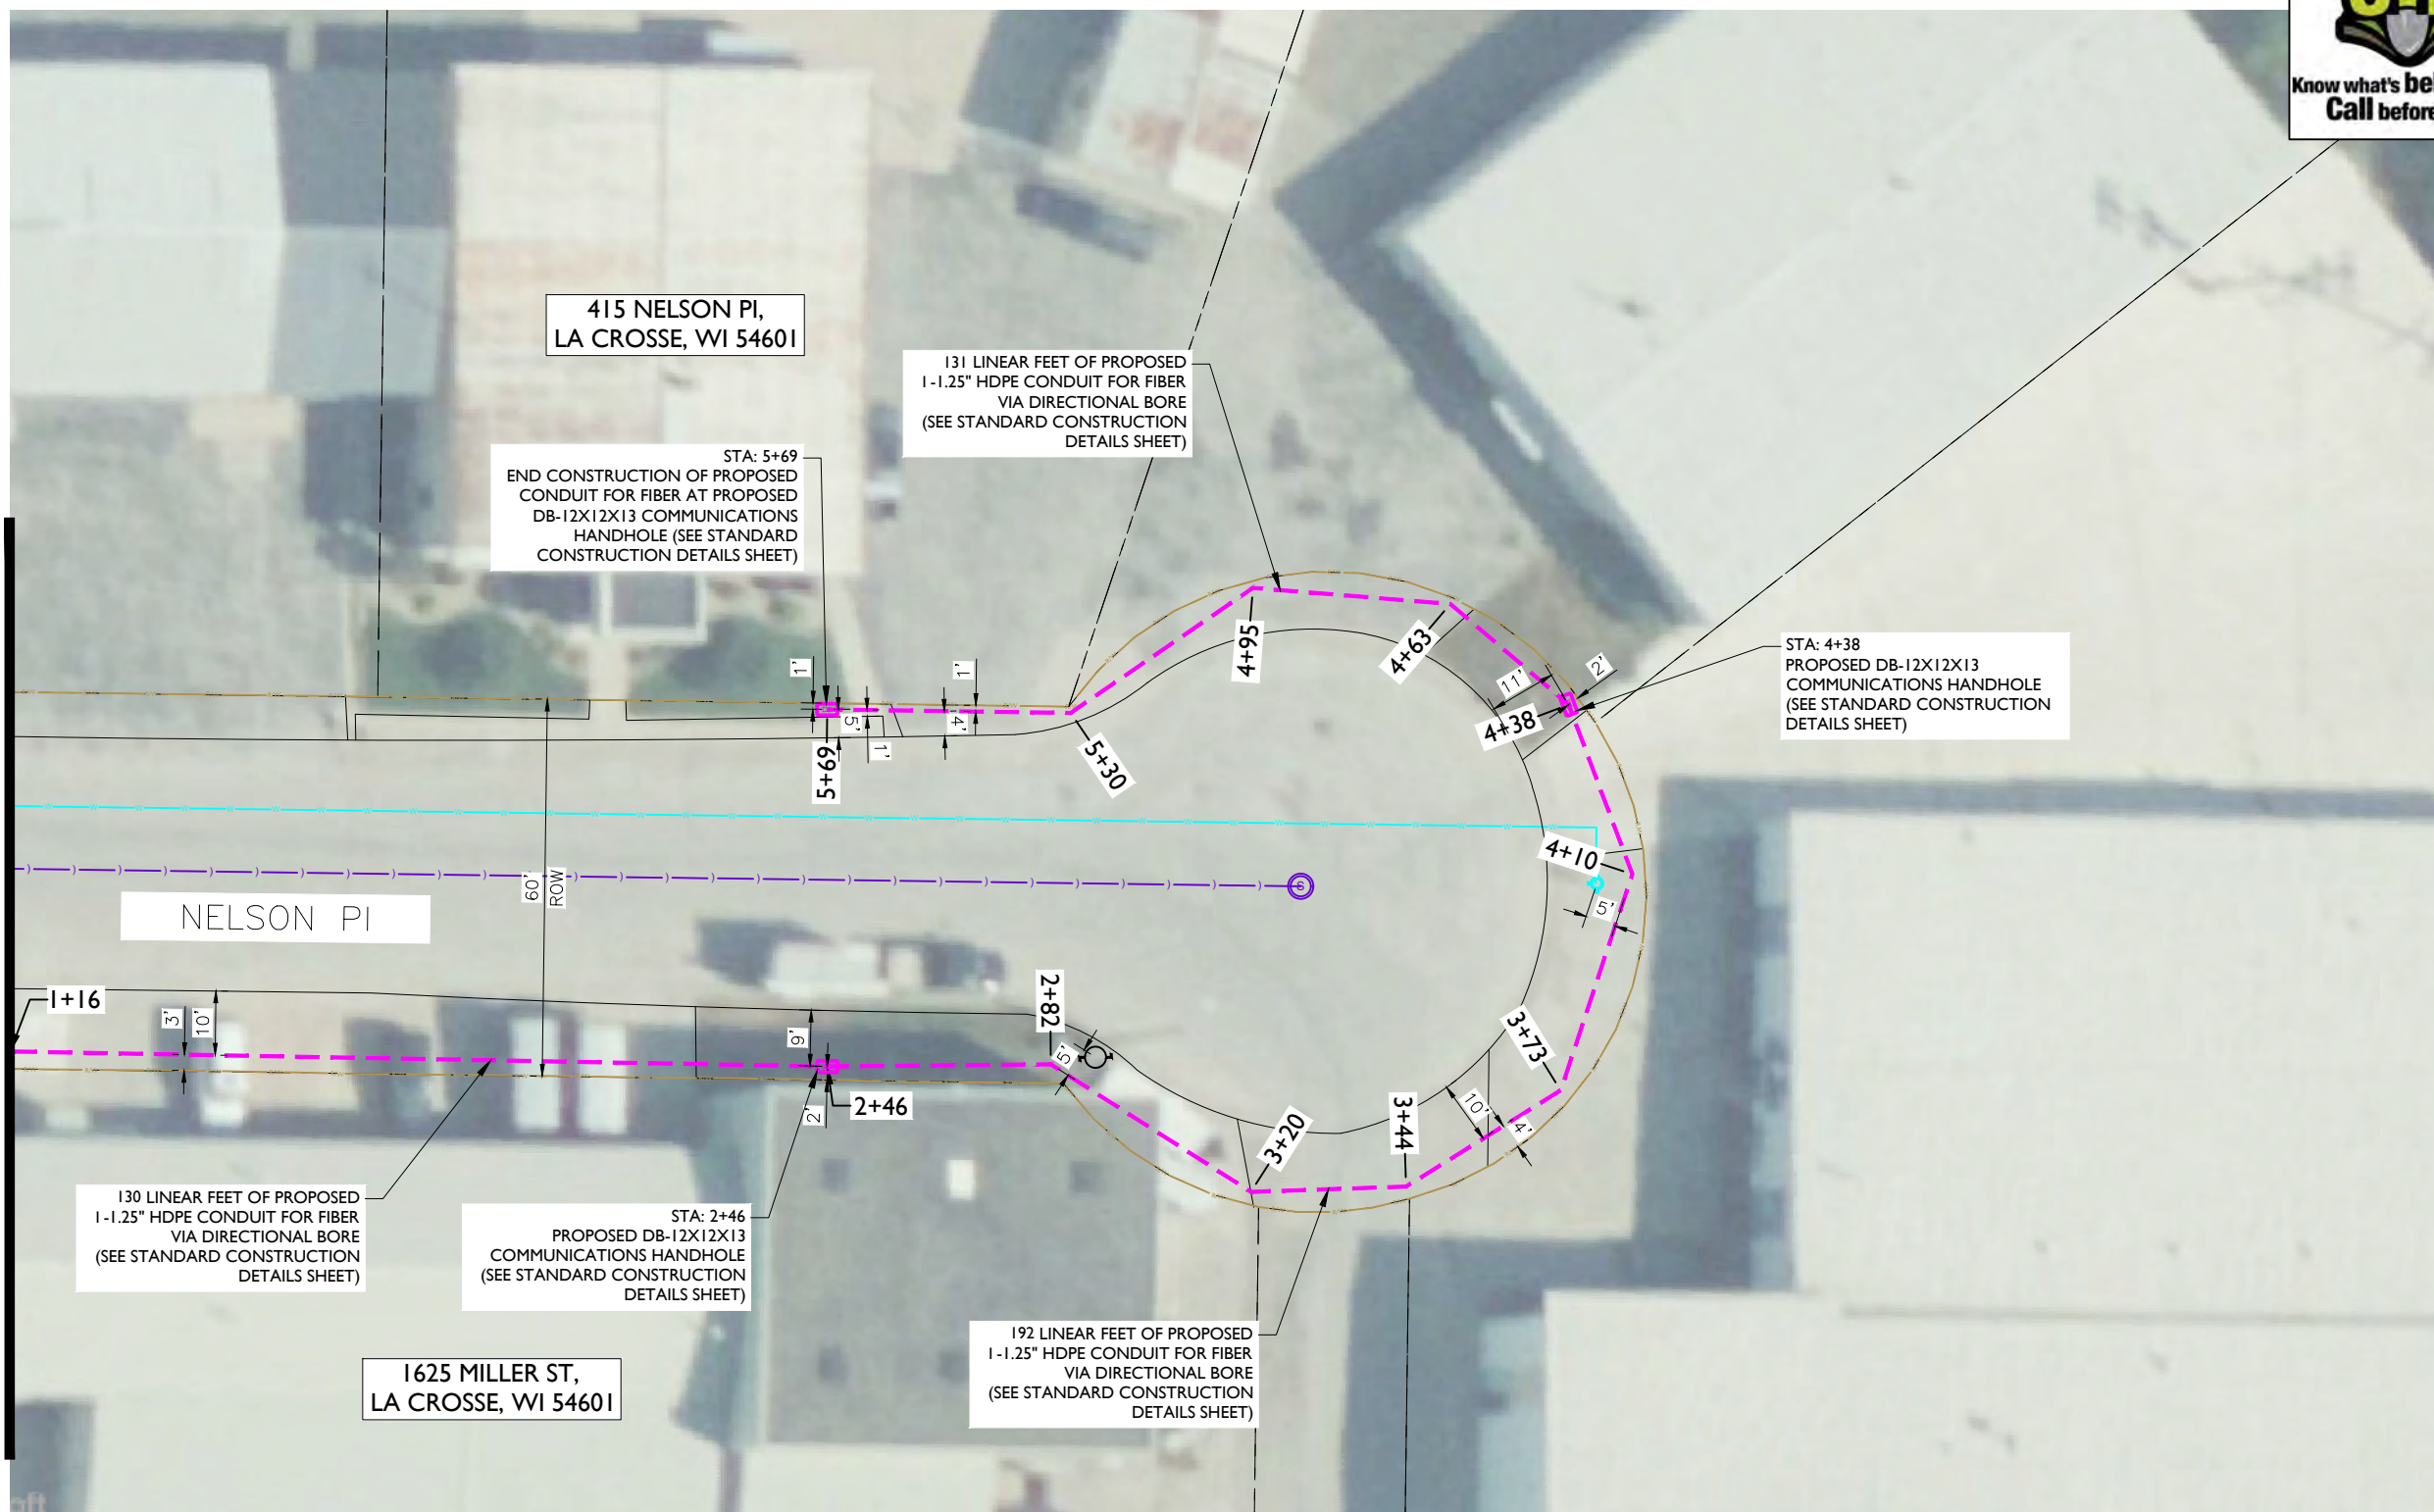 Know what's
Call before
415 NELSON PI,
LA CROSSE, WI 54601
131 LINEAR FEET OF PROPOSED
1-1.25" HDPE CONDUIT FOR FIBER
VIA DIRECTIONAL BORE
(SEE STANDARD CONSTRUCTION
DETAILS SHEET)
STA: 5+69
END CONSTRUCTION OF PROPOSED
CONDUIT FOR FIBER AT PROPOSED
DB-12X12X13 COMMUNICATIONS
HANDHOLE (SEE STANDARD
CONSTRUCTION DETAILS SHEET)
4+95
4+63
STA: 4+38
PROPOSED DB-12X12X13
COMMUNICATIONS HANDHOLE
(SEE STANDARD CONSTRUCTION
DETAILS SHEET)
1'
1'
11'
2'
4+38
5'
1'
4'
5+69
5+30
4+10
5'
60'
ROW
S
NELSON PI
1+16
3'
10'
9'
2+82
5'
2+46
2'
3+73
3+20
3+44
10'
4'
130 LINEAR FEET OF PROPOSED
1-1.25" HDPE CONDUIT FOR FIBER
VIA DIRECTIONAL BORE
(SEE STANDARD CONSTRUCTION
DETAILS SHEET)
STA: 2+46
PROPOSED DB-12X12X13
COMMUNICATIONS HANDHOLE
(SEE STANDARD CONSTRUCTION
DETAILS SHEET)
192 LINEAR FEET OF PROPOSED
1-1.25" HDPE CONDUIT FOR FIBER
VIA DIRECTIONAL BORE
(SEE STANDARD CONSTRUCTION
DETAILS SHEET)
1625 MILLER ST,
LA CROSSE, WI 54601